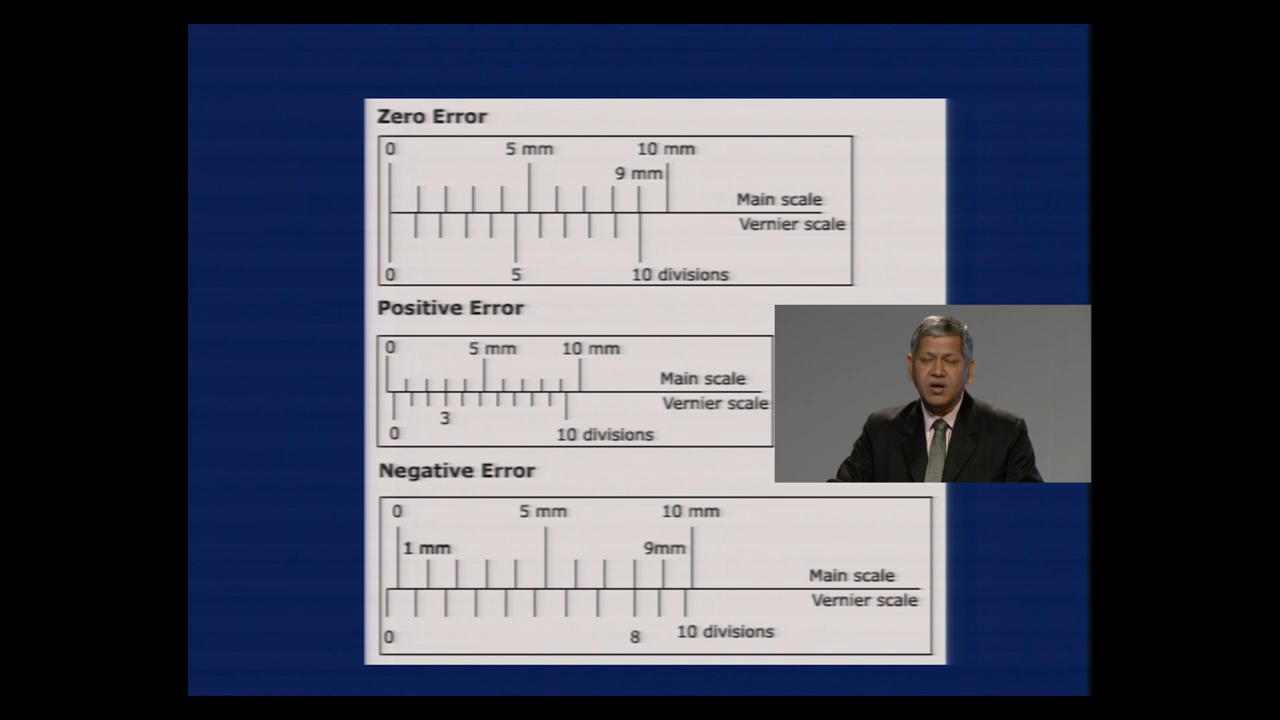 Zero Error
0 5 mm 10 mm
9 mm
Main scale
Vernier scale
0 5 10 divisions
Positive Error
0 5 mm 10 mm
Main scale
Vernier scale
3
0 10 divisions
Negative Error
0 5 mm 10 mm
1 mm 9mm
Main scale
Vernier scale
0 8 10 divisions